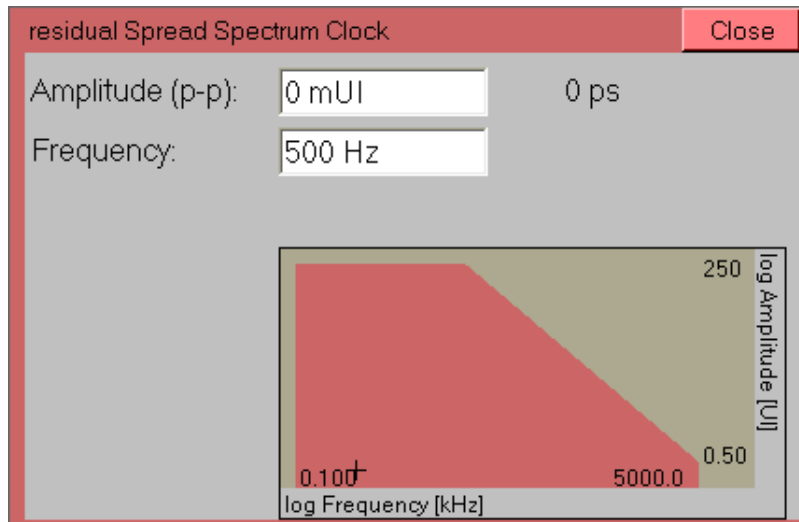 residual Spread Spectrum Clock Close
Amplitude (p-p): 0 mUI 0 ps
Frequency: 500 Hz
250
log Amplitude [UI]
0.50
0.100 5000.0
log Frequency [kHz]